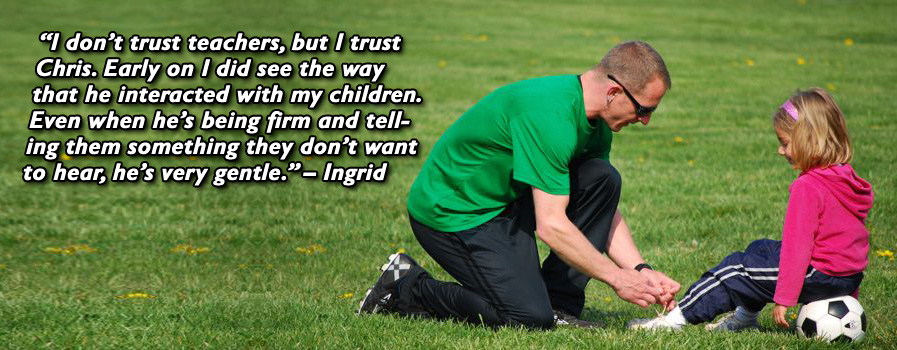 “I don’t trust teachers, but I trust
Chris. Early on I did see the way
that he interacted with my children.
Even when he’s being firm and tell-
ing them something they don’t want
to hear, he’s very gentle.” – Ingrid